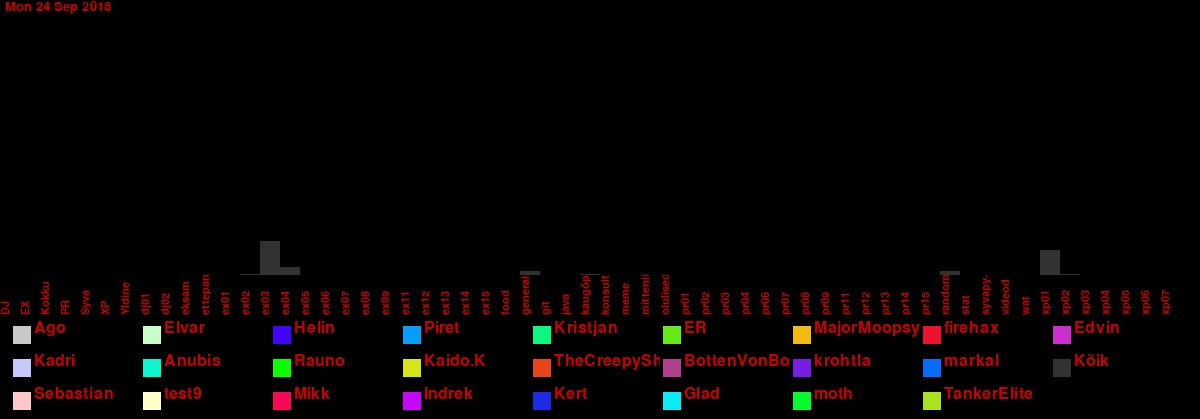 Mon 24 Sep 2018
DJ
EX
Kokku
PR
Syva
XP
Yldine
dj01
dj02
eksam
ettepan
ex01
ex02
ex03
ex04
ex05
ex06
ex07
ex08
ex09
ex11
ex12
ex13
ex14
ex15
food
general
git
java
kaugõp
konsult
meme
mittenii
olulised
pr01
pr02
pr03
pr04
pr06
pr07
pr08
pr09
pr11
pr12
pr13
pr14
pr15
random
stat
syvapy-
videod
wat
xp01
xp02
xp03
xp04
xp05
xp06
xp07
Ago Elvar Helin Piret Kristjan ER MajorMoopsy firehax Edvin
Kadri Anubis Rauno Kaido.K TheCreepySh BottenVonBo krohtla markal Kõik
Sebastian test9 Mikk Indrek Kert Glad moth TankerElite